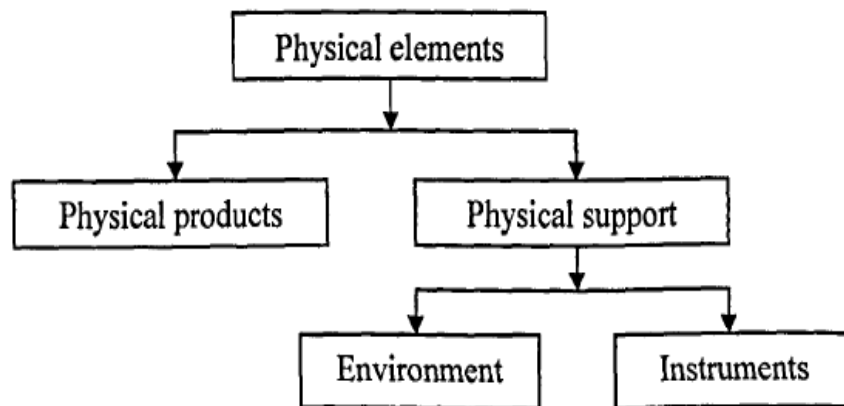 Physical elements
Physical products
Physical support
Environment
Instruments